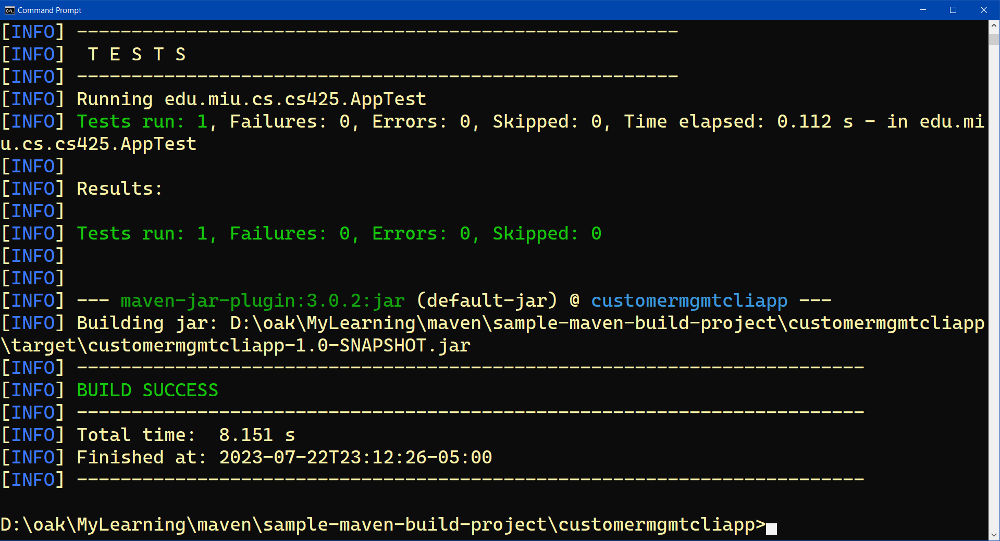 Command Prompt
[INFO] -------------------------------------------------------
[INFO]  T E S T S
[INFO] -------------------------------------------------------
[INFO] Running edu.miu.cs.cs425.AppTest
[INFO] Tests run: 1, Failures: 0, Errors: 0, Skipped: 0, Time elapsed: 0.112 s - in edu.mi
u.cs.cs425.AppTest
[INFO]
[INFO] Results:
[INFO]
[INFO] Tests run: 1, Failures: 0, Errors: 0, Skipped: 0
[INFO]
[INFO]
[INFO] --- maven-jar-plugin:3.0.2:jar (default-jar) @ customermgmtcliapp ---
[INFO] Building jar: D:\oak\MyLearning\maven\sample-maven-build-project\customermgmtcliapp
\target\customermgmtcliapp-1.0-SNAPSHOT.jar
[INFO] ------------------------------------------------------------------------
[INFO] BUILD SUCCESS
[INFO] ------------------------------------------------------------------------
[INFO] Total time:  8.151 s
[INFO] Finished at: 2023-07-22T23:12:26-05:00
[INFO] ------------------------------------------------------------------------
D:\oak\MyLearning\maven\sample-maven-build-project\customermgmtcliapp>